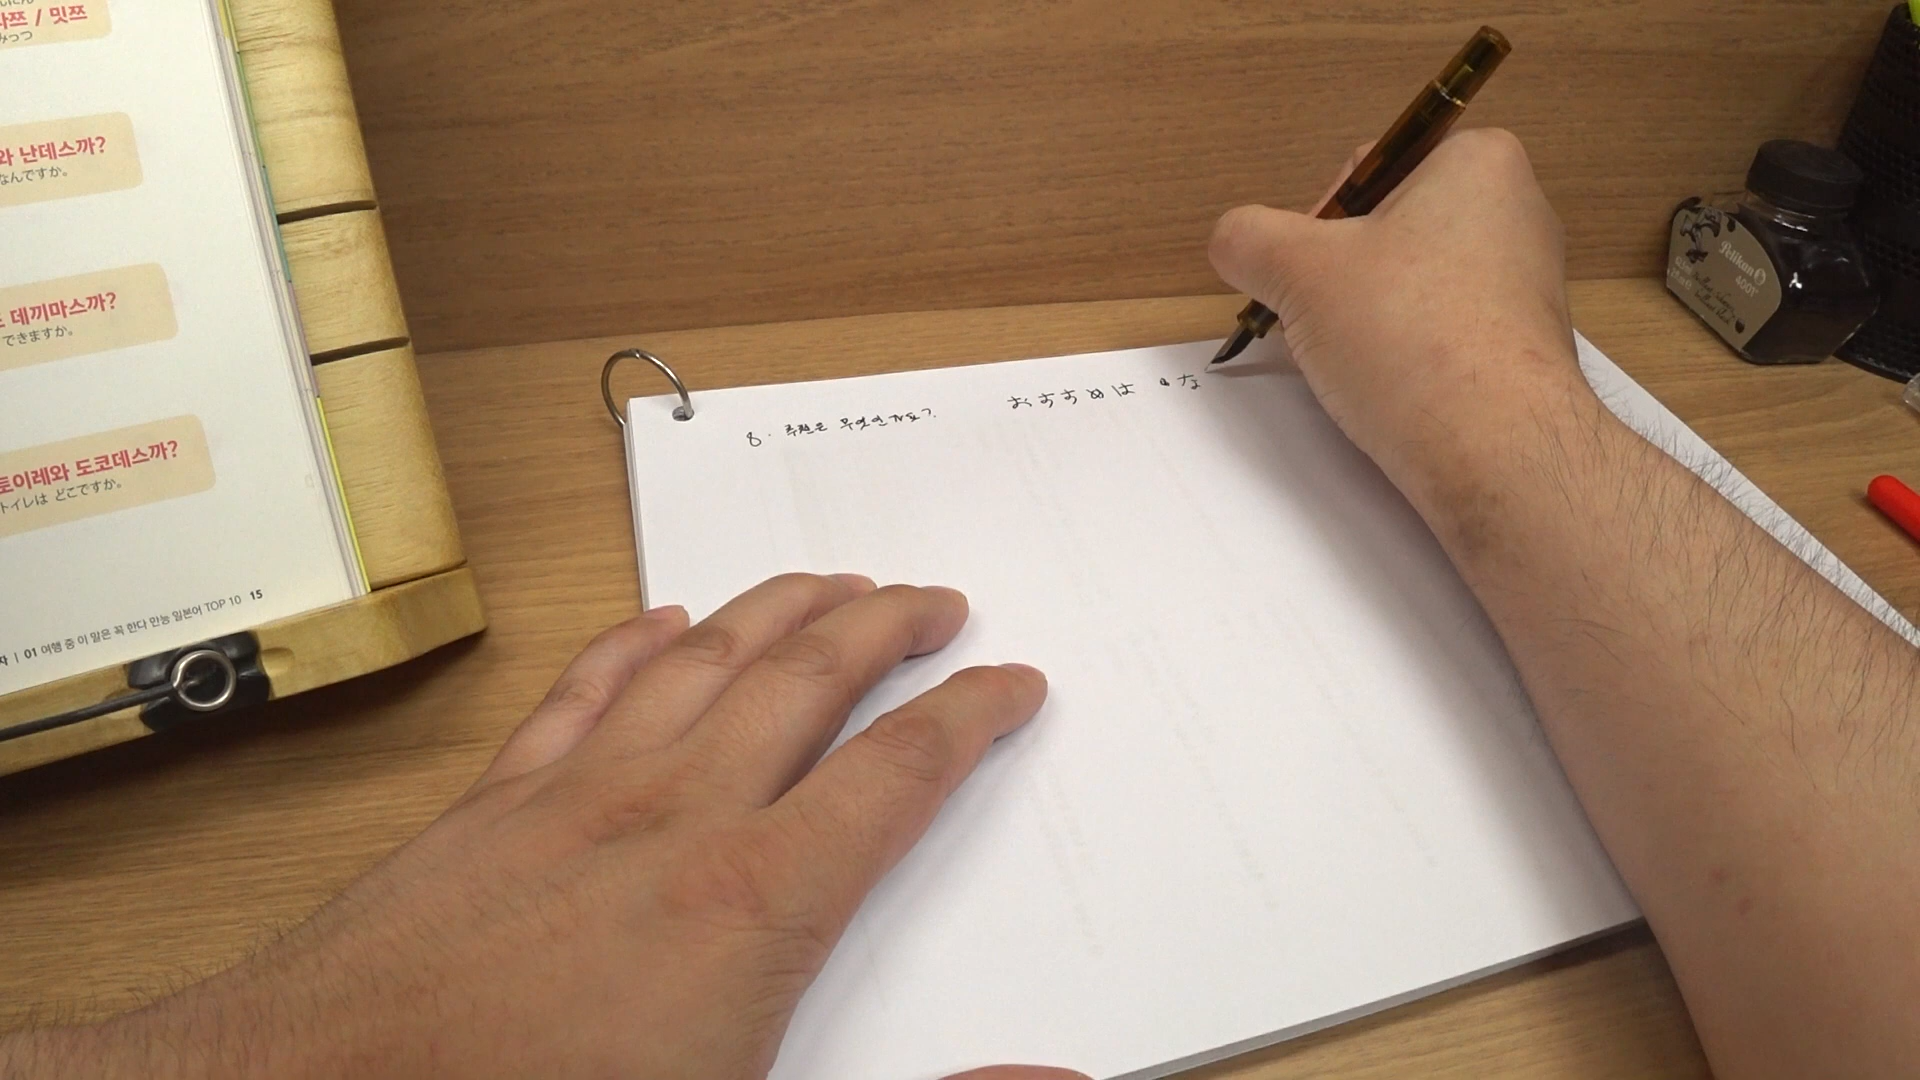 쯔 / 밋쯔
みっつ
와 난데스까?
なんですか。
데끼마스까?
できますか。
토이레와 도코데스까?
トイレは どこですか。
01 여행 중 이 말은 꼭 한다 만능 일본어 TOP 10 15
8. 추천은 무엇인가요?
おすすめは な
Pelikan
4001